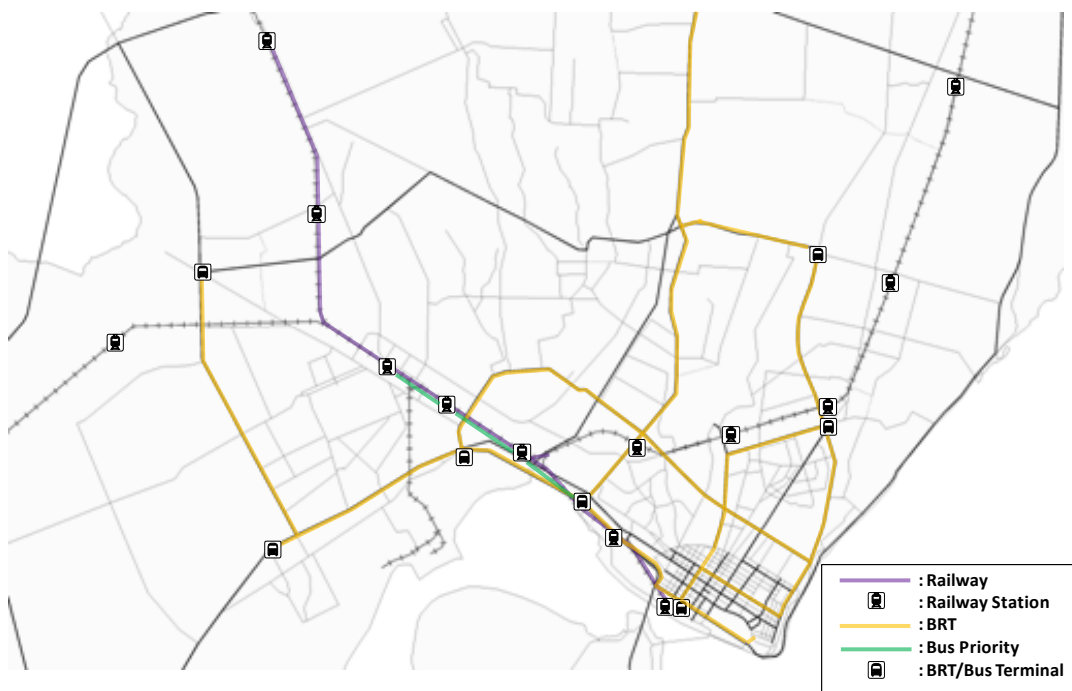 : Railway
: Railway Station
: BRT
: Bus Priority
: BRT/Bus Terminal